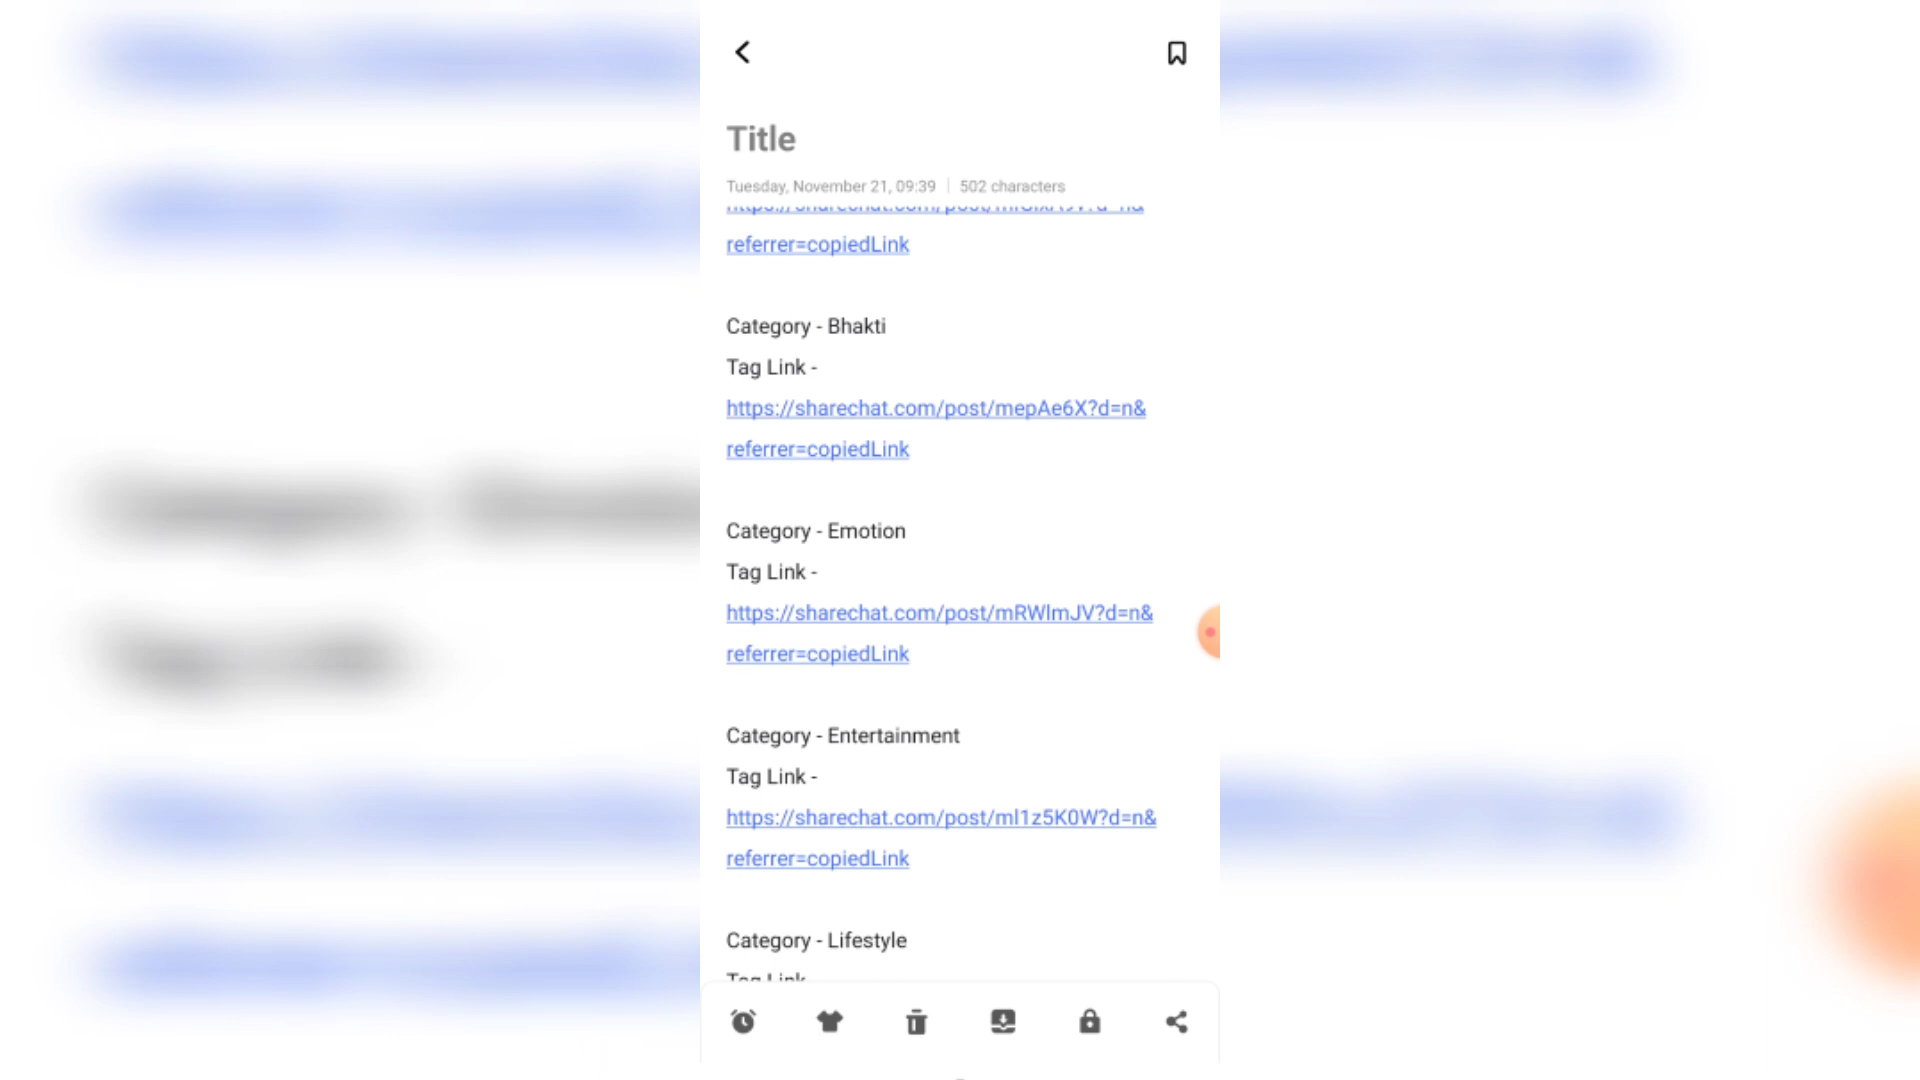 Title
Tuesday, November 21, 09:39 | 502 characters
referrer=copiedLink
Category - Bhakti
Tag Link -
https://sharechat.com/post/mepAe6X?d=n&
referrer=copiedLink
Category - Emotion
Tag Link -
https://sharechat.com/post/mRWlmJV?d=n&
referrer=copiedLink
Category - Entertainment
Tag Link -
https://sharechat.com/post/ml1z5K0W?d=n&
referrer=copiedLink
Category - Lifestyle
Tag Link